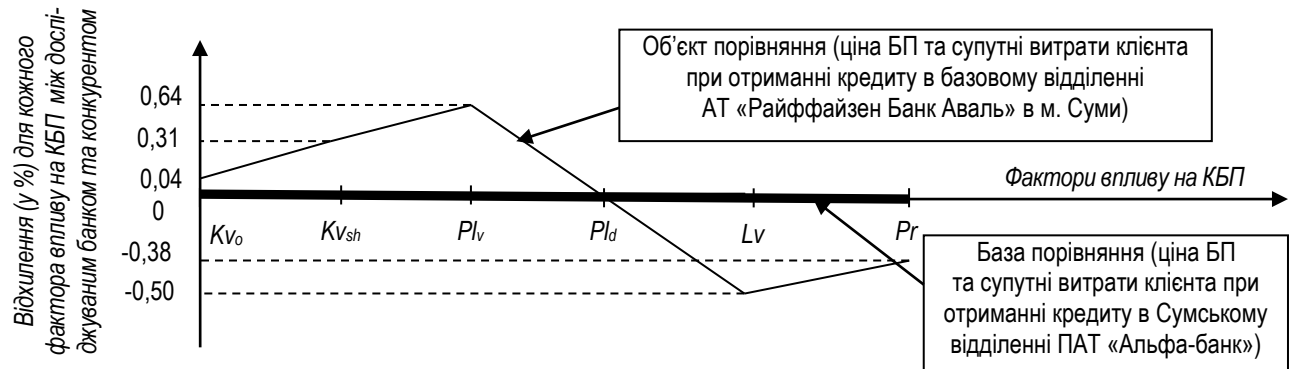 Відхилення (у %) для кожного
фактора впливу на КБП між дослі-
джуваним банком та конкурентом
0,64
0,31
0,04
0
-0,38
-0,50
Об’єкт порівняння (ціна БП та супутні витрати клієнта
при отриманні кредиту в базовому відділенні
АТ «Райффайзен Банк Аваль» в м. Суми)
Фактори впливу на КБП
Kvo Kvsh Plv Pld Lv Pr
База порівняння (ціна БП
та супутні витрати клієнта при
отриманні кредиту в Сумському
відділенні ПАТ «Альфа-банк»)